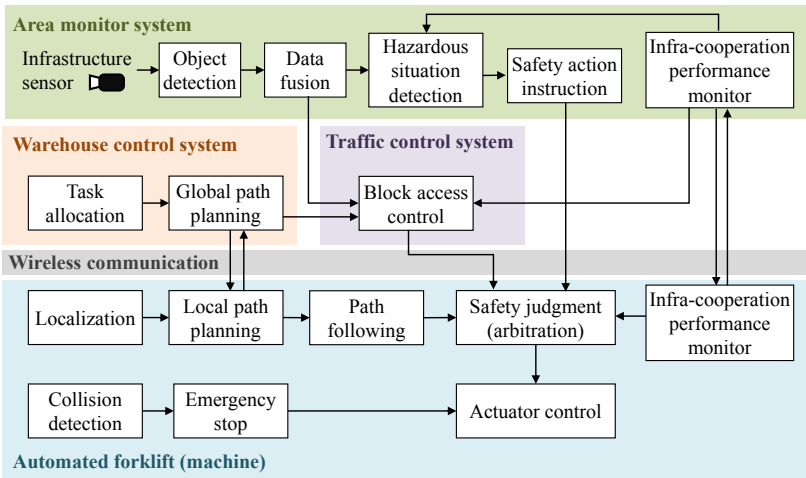 Area monitor system
Infrastructure
sensor
Object
detection
Data
fusion
Hazardous
situation
detection
Safety action
instruction
Infra-cooperation
performance
monitor
Warehouse control system
Traffic control system
Task
allocation
Global path
planning
Block access
control
Wireless communication
Localization
Local path
planning
Path
following
Safety judgment
(arbitration)
Infra-cooperation
performance
monitor
Collision
detection
Emergency
stop
Actuator control
Automated forklift (machine)